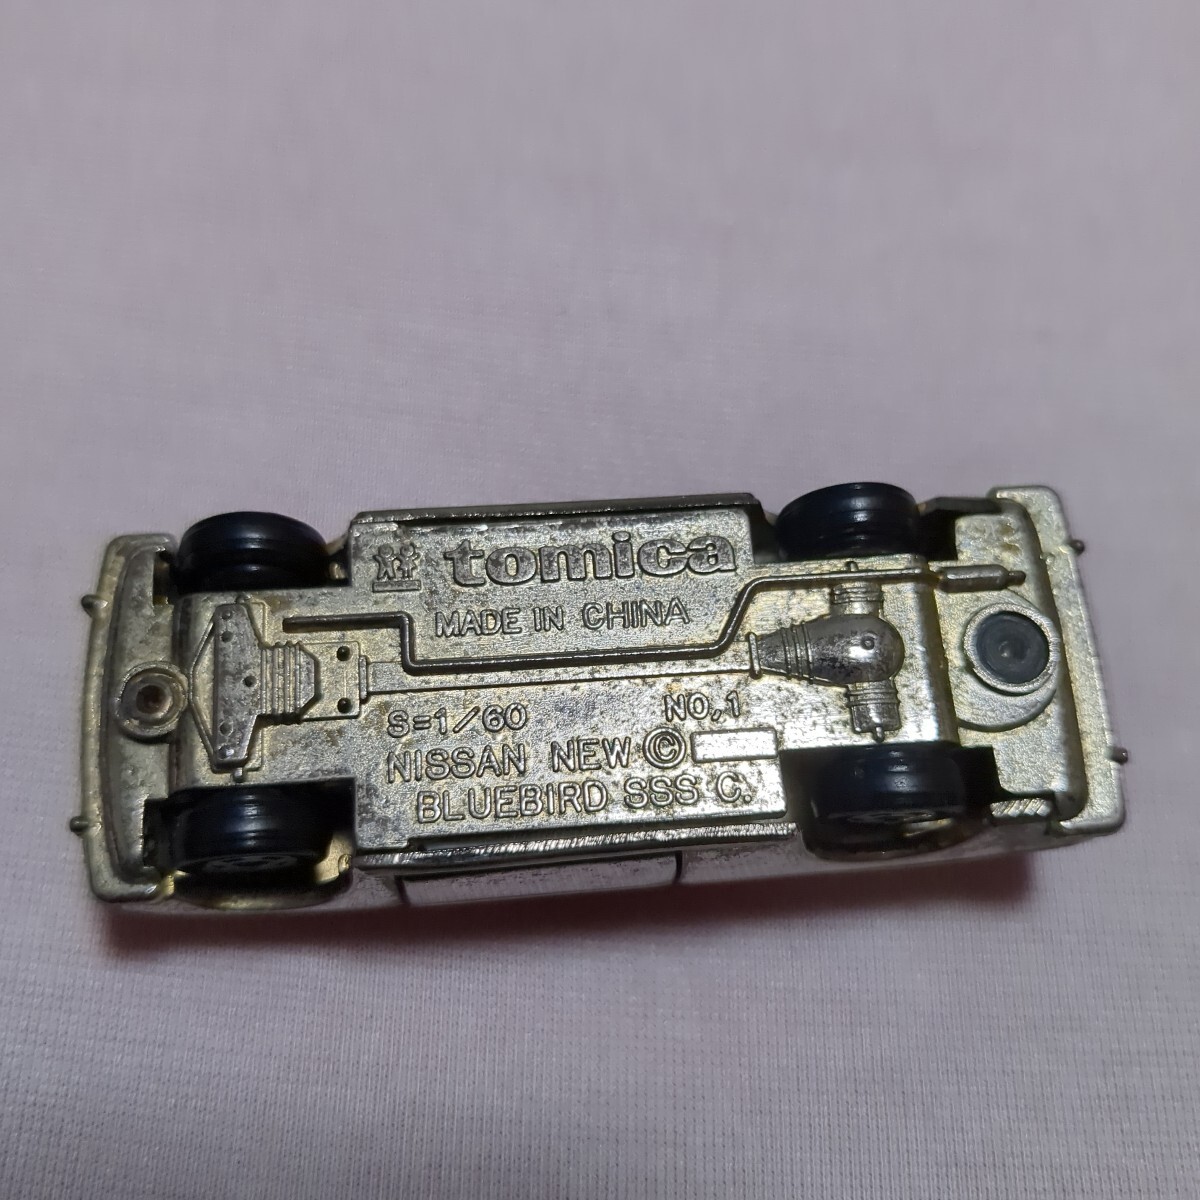 tomica
MADE IN CHINA
S=1/60 NO,1
NISSAN NEW ©
BLUEBIRD SSS C.